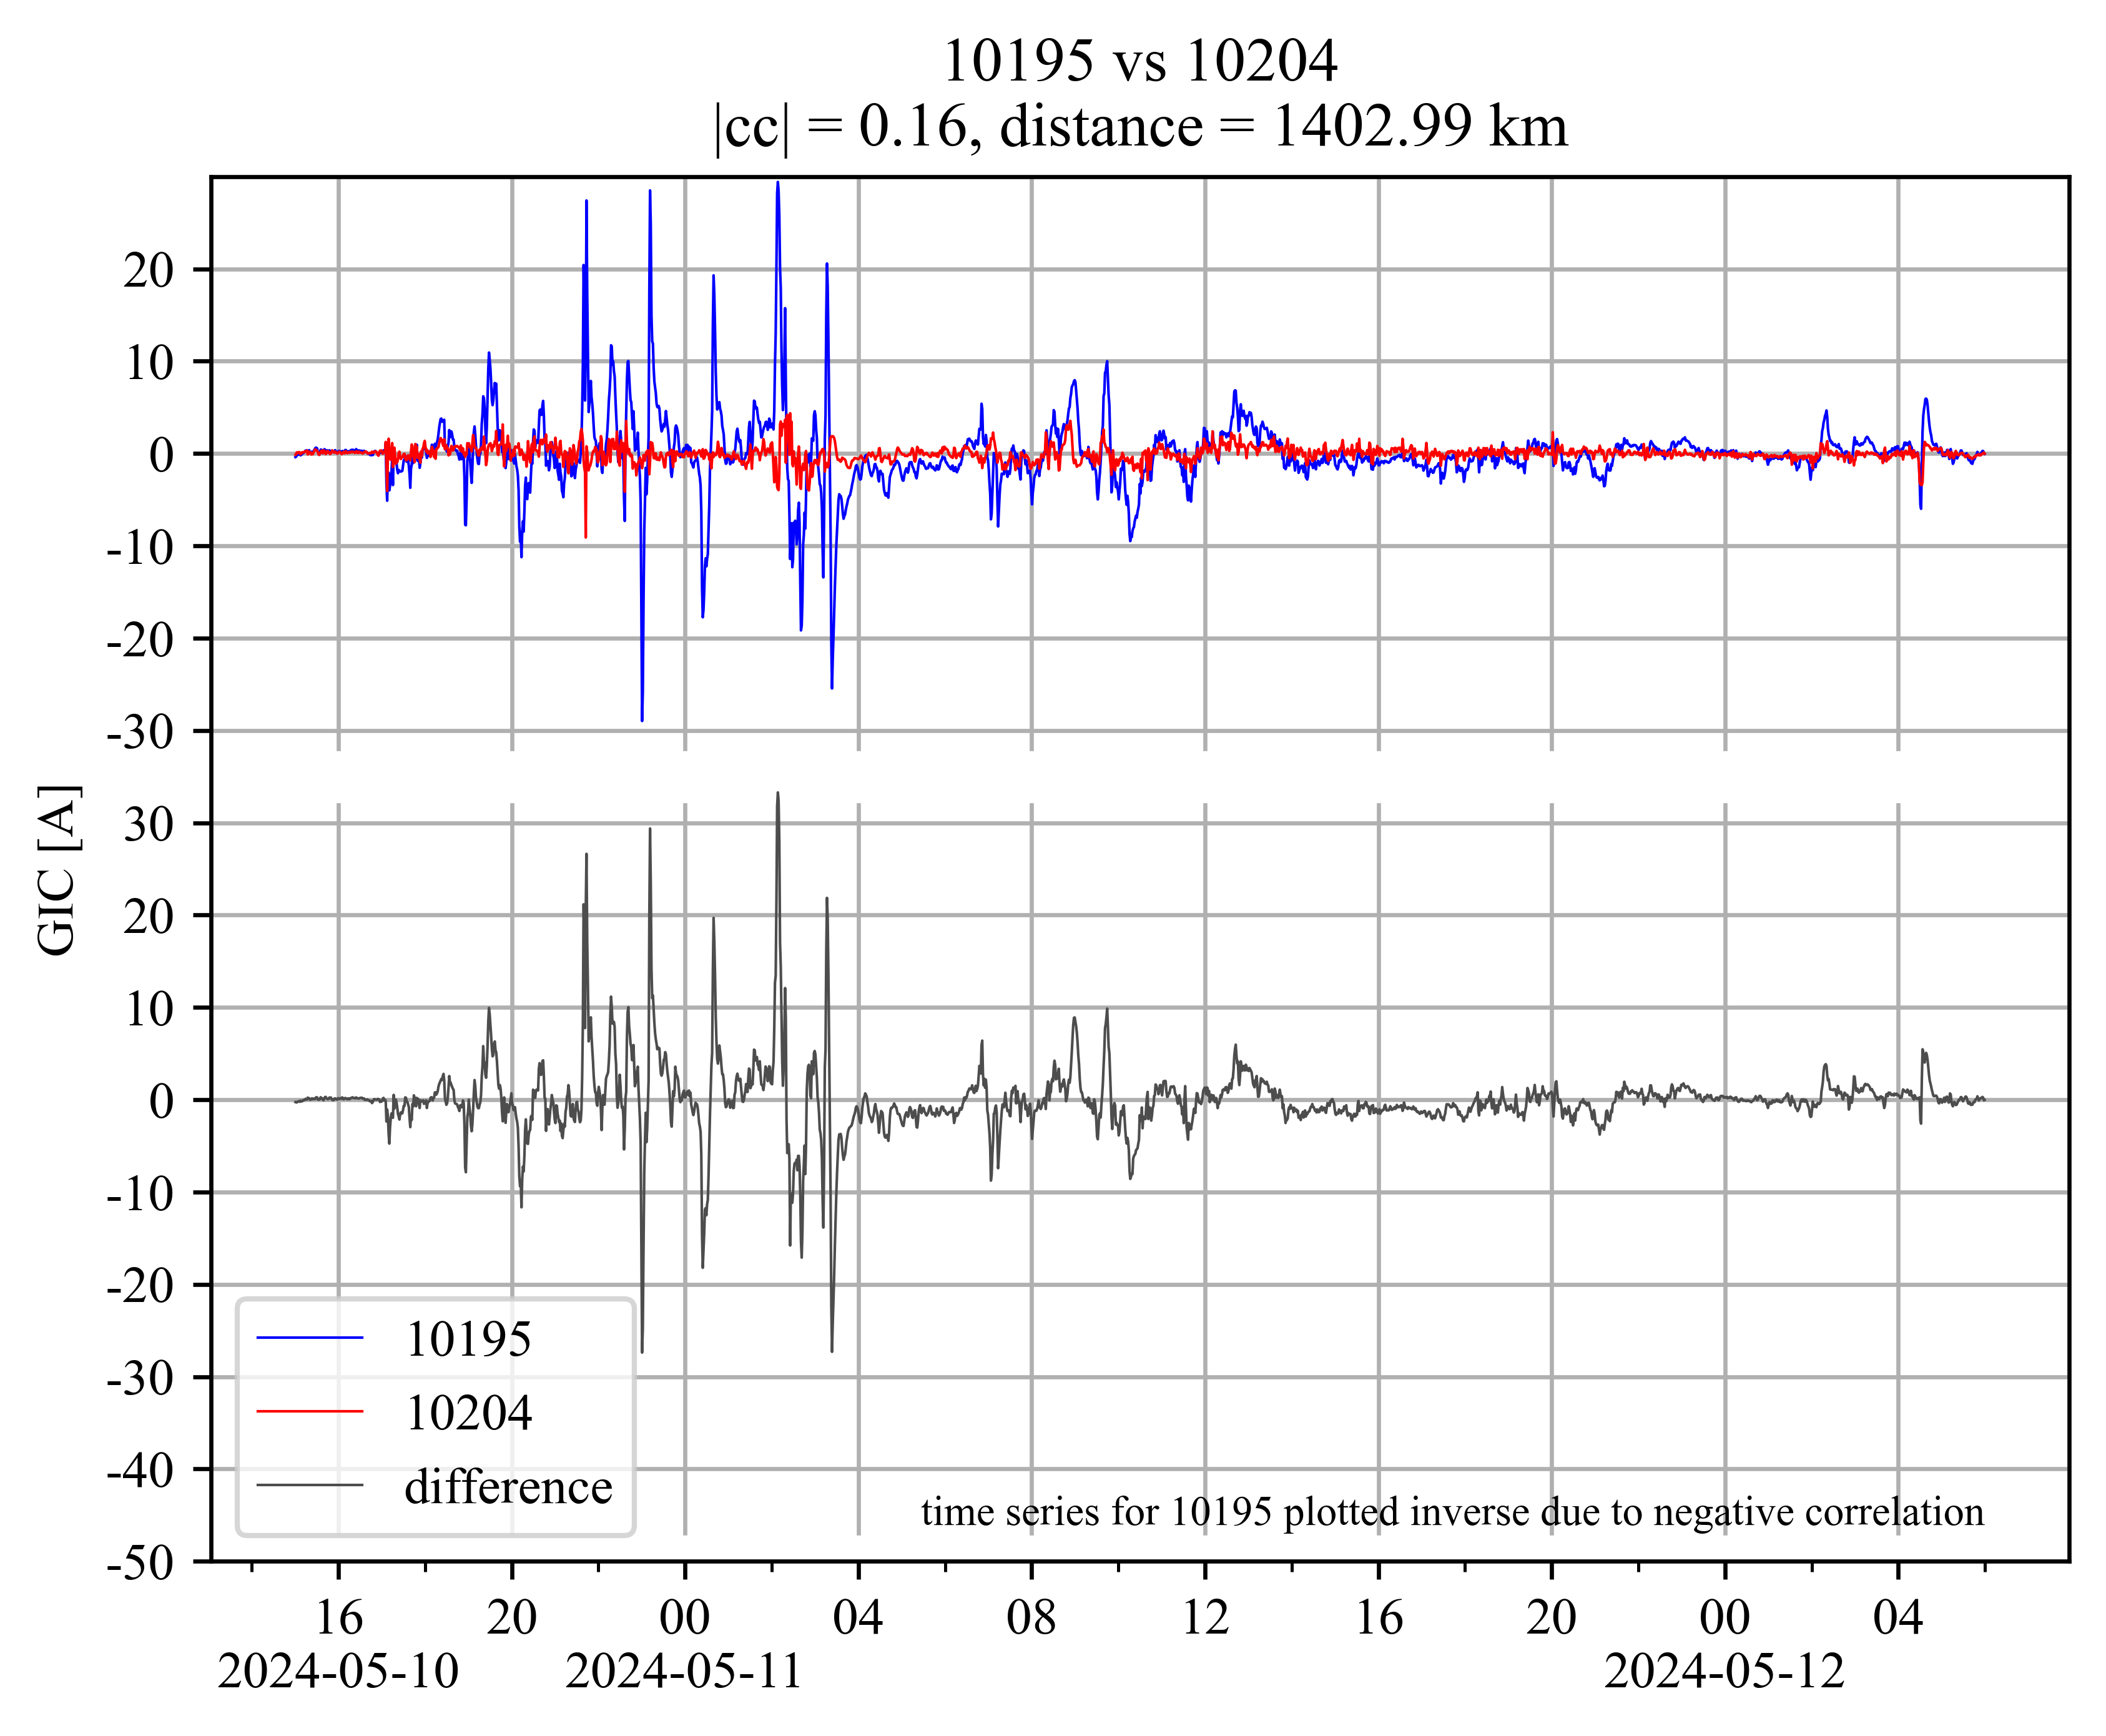 10195 vs 10204
|cc| = 0.16, distance = 1402.99 km
20
10
0
-10
-20
-30
30
20
10
0
-10
-20
-30
-40
-50
GIC [A]
10195
10204
difference
time series for 10195 plotted inverse due to negative correlation
16 20 00 04 08 12 16 20 00 04
2024-05-10 2024-05-11 2024-05-12